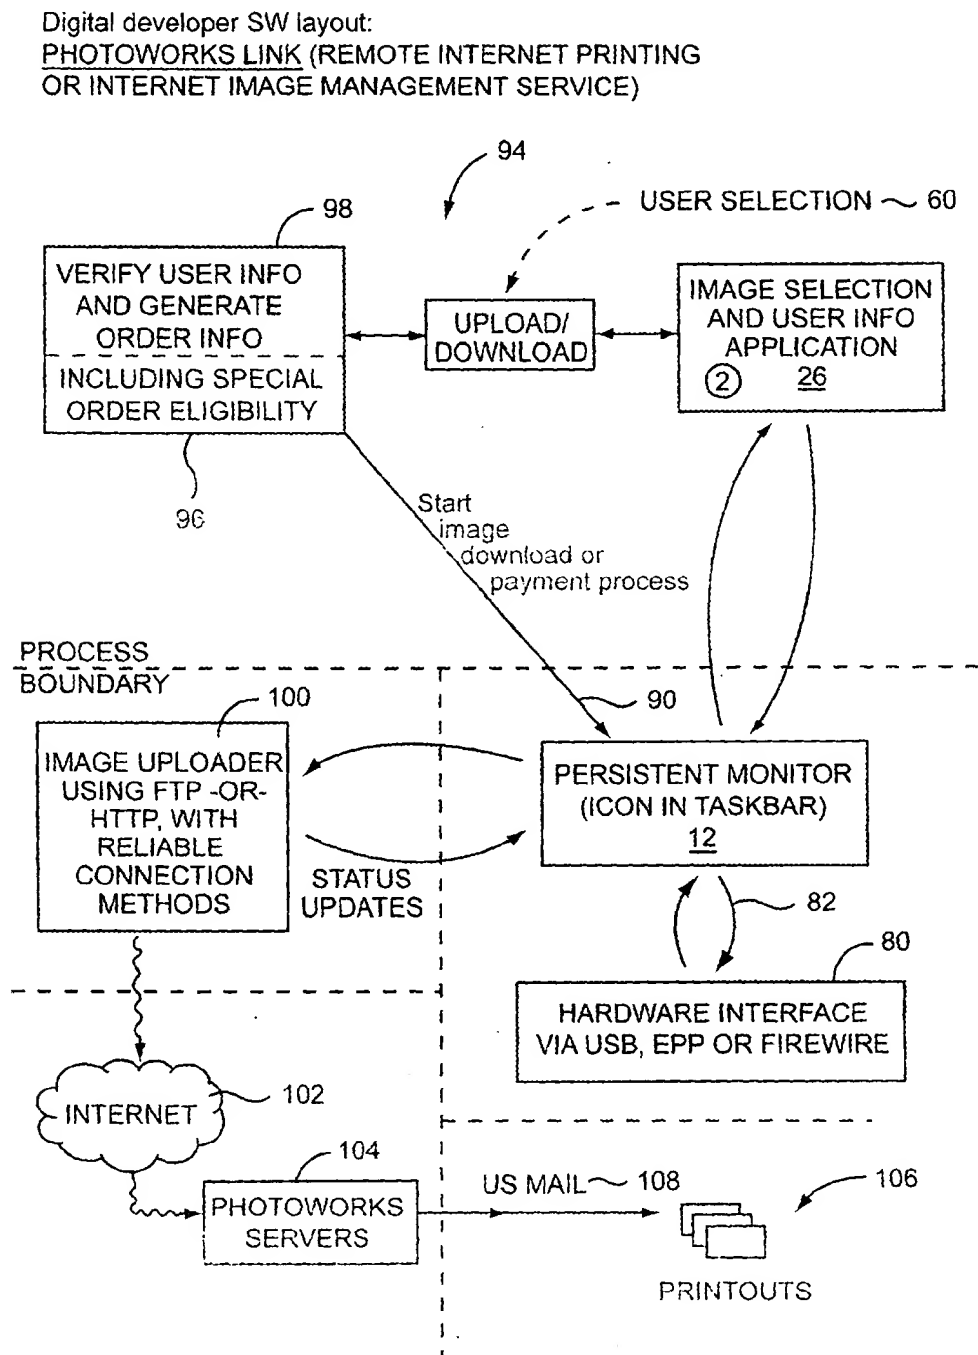 Digital developer SW layout:
PHOTOWORKS LINK (REMOTE INTERNET PRINTING
OR INTERNET IMAGE MANAGEMENT SERVICE)
94
USER SELECTION 60
98
VERIFY USER INFO
AND GENERATE
ORDER INFO
INCLUDING SPECIAL
ORDER ELIGIBILITY
96
UPLOAD/
DOWNLOAD
IMAGE SELECTION
AND USER INFO
APPLICATION
2 26
Start
image
download or
payment process
PROCESS
BOUNDARY
90
100
IMAGE UPLOADER
USING FTP -OR-
HTTP, WITH
RELIABLE
CONNECTION
METHODS
STATUS
UPDATES
PERSISTENT MONITOR
(ICON IN TASKBAR)
12
82
80
HARDWARE INTERFACE
VIA USB, EPP OR FIREWIRE
INTERNET
102
104
PHOTOWORKS
SERVERS
US MAIL 108
106
PRINTOUTS